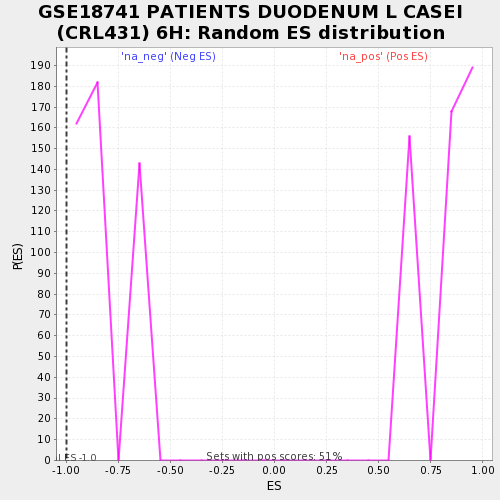 GSE18741 PATIENTS DUODENUM L CASEI
(CRL431) 6H: Random ES distribution
'na_neg' (Neg ES)
'na_pos' (Pos ES)
190
180
170
160
150
140
130
120
110
100
90
80
70
60
50
40
30
20
10
0
P(ES)
ES -1.0
Sets with pos scores: 51%
-1.00 -0.75 -0.50 -0.25 0.00 0.25 0.50 0.75 1.00
ES